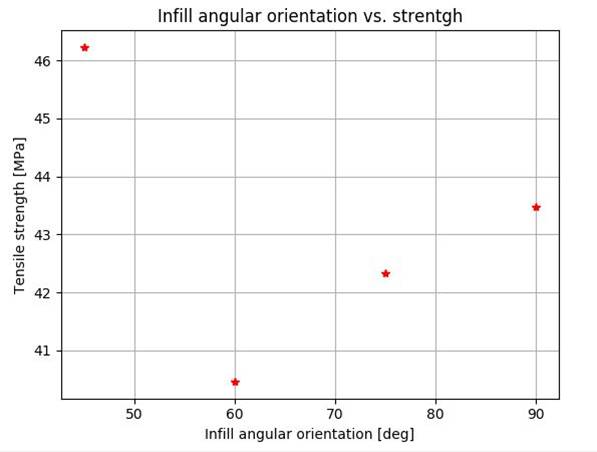 Infill angular orientation vs. strentgh
Tensile strength [MPa]
46
45
44
43
42
41
50 60 70 80 90
Infill angular orientation [deg]